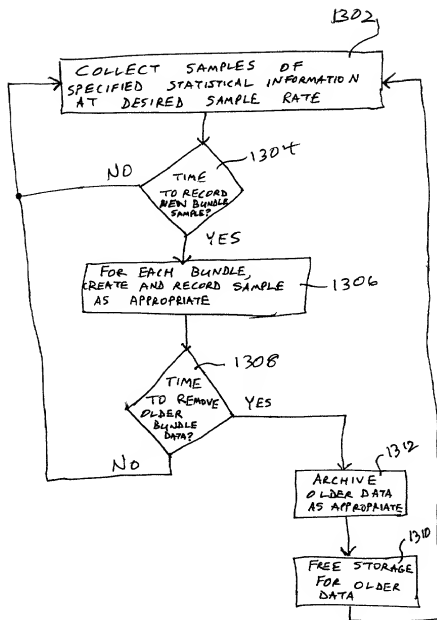 1302
COLLECT SAMPLES OF
SPECIFIED STATISTICAL INFORMATION
AT DESIRED SAMPLE RATE
1304
NO
TIME
TO RECORD
NEW BUNDLE
SAMPLE?
YES
FOR EACH BUNDLE,
CREATE AND RECORD SAMPLE
AS APPROPRIATE
1306
1308
TIME
TO REMOVE
OLDER
BUNDLE
DATA?
YES
NO
1312
ARCHIVE
OLDER DATA
AS APPROPRIATE
1310
FREE STORAGE
FOR OLDER
DATA